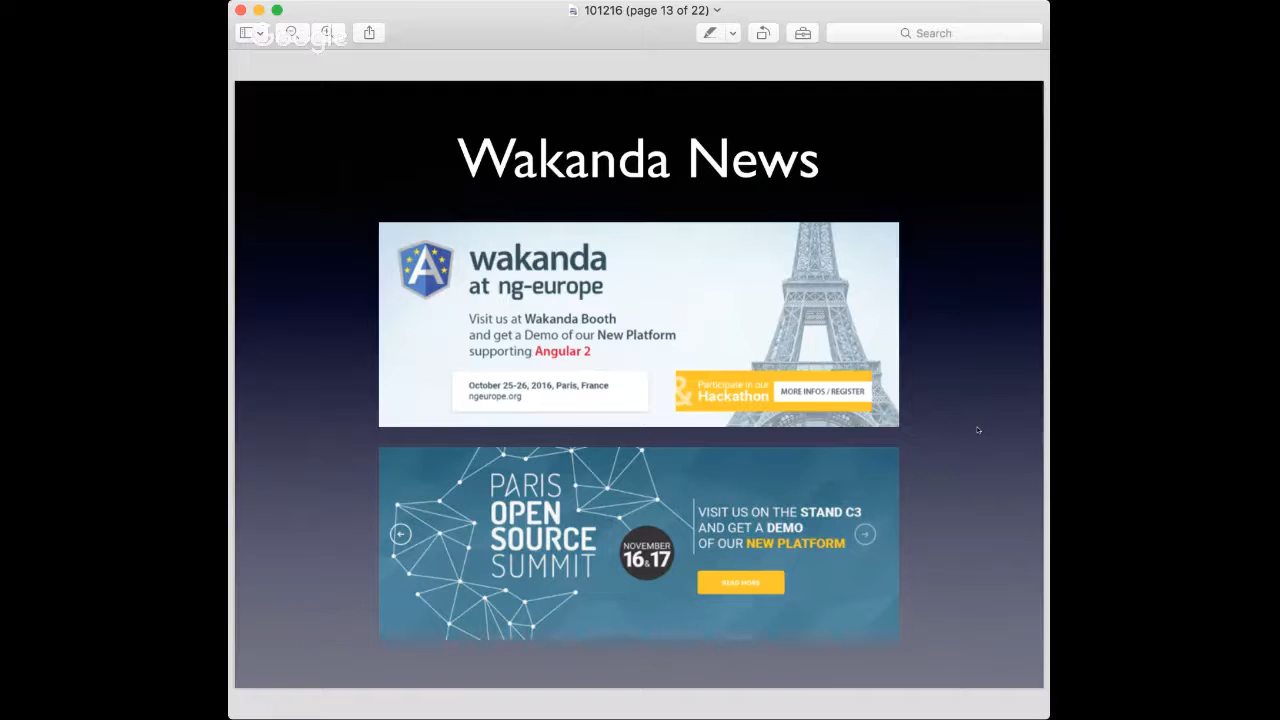 101216 (page 13 of 22)
Google
Search
Wakanda News
A
wakanda
at ng-europe
Visit us at Wakanda Booth
and get a Demo of our New Platform
supporting Angular 2
October 25-26, 2016, Paris, France
ngeurope.org
& Participate in our
Hackathon
MORE INFOS / REGISTER
PARIS
OPEN
SOURCE
SUMMIT
NOVEMBER
16&17
VISIT US ON THE STAND C3
AND GET A DEMO
OF OUR NEW PLATFORM
READ MORE